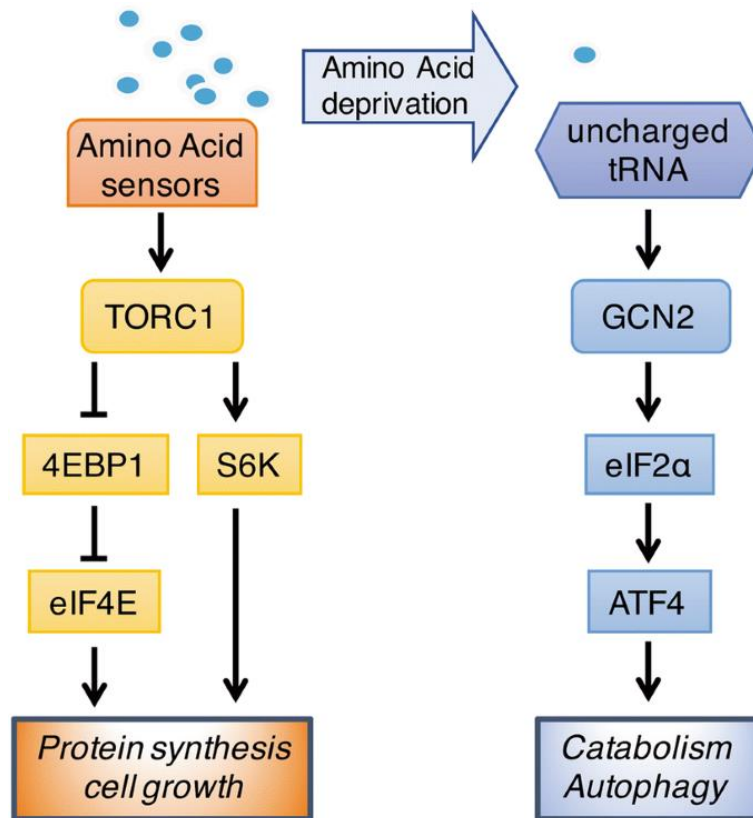 Amino Acid
deprivation
Amino Acid
sensors
TORC1
4EBP1
S6K
eIF4E
Protein synthesis
cell growth
uncharged
tRNA
GCN2
eIF2α
ATF4
Catabolism
Autophagy